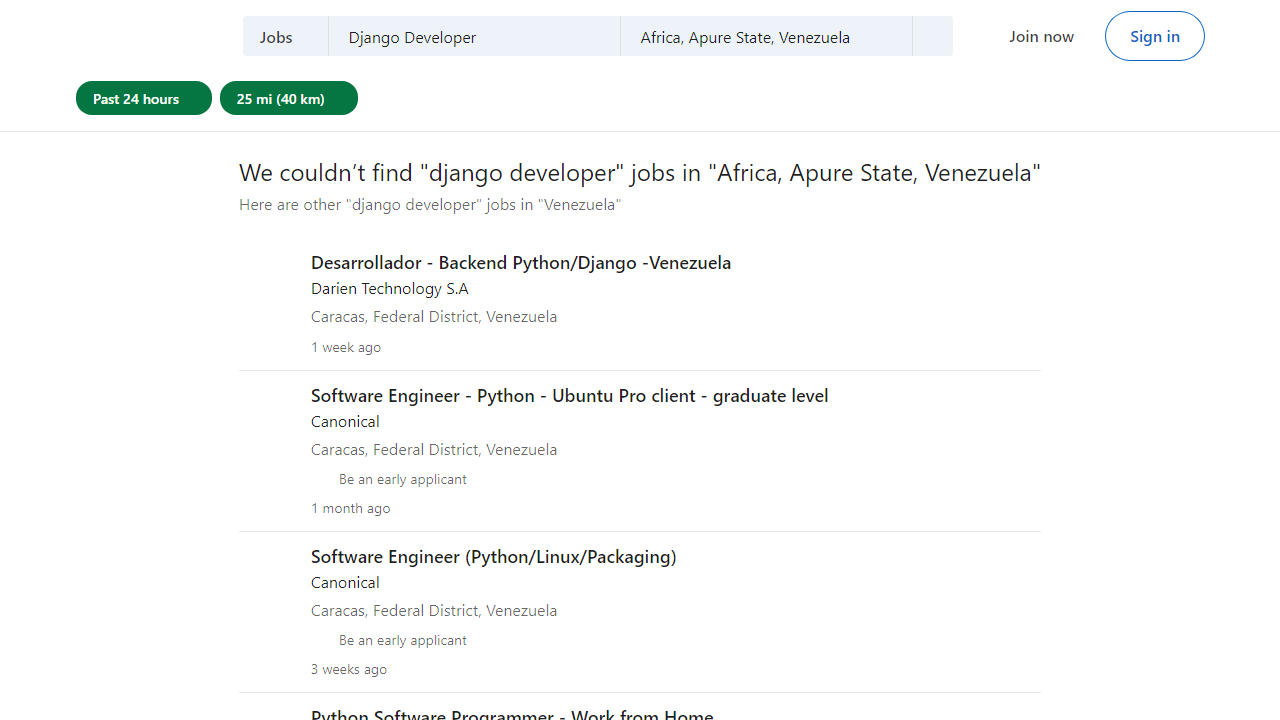 Jobs
Django Developer
Africa, Apure State, Venezuela
Join now
Sign in
Past 24 hours
25 mi (40 km)
We couldn’t find "django developer" jobs in "Africa, Apure State, Venezuela"
Here are other "django developer" jobs in "Venezuela"
Desarrollador - Backend Python/Django -Venezuela
Darien Technology S.A
Caracas, Federal District, Venezuela
1 week ago
Software Engineer - Python - Ubuntu Pro client - graduate level
Canonical
Caracas, Federal District, Venezuela
Be an early applicant
1 month ago
Software Engineer (Python/Linux/Packaging)
Canonical
Caracas, Federal District, Venezuela
Be an early applicant
3 weeks ago
Python Software Programmer - Work from Home